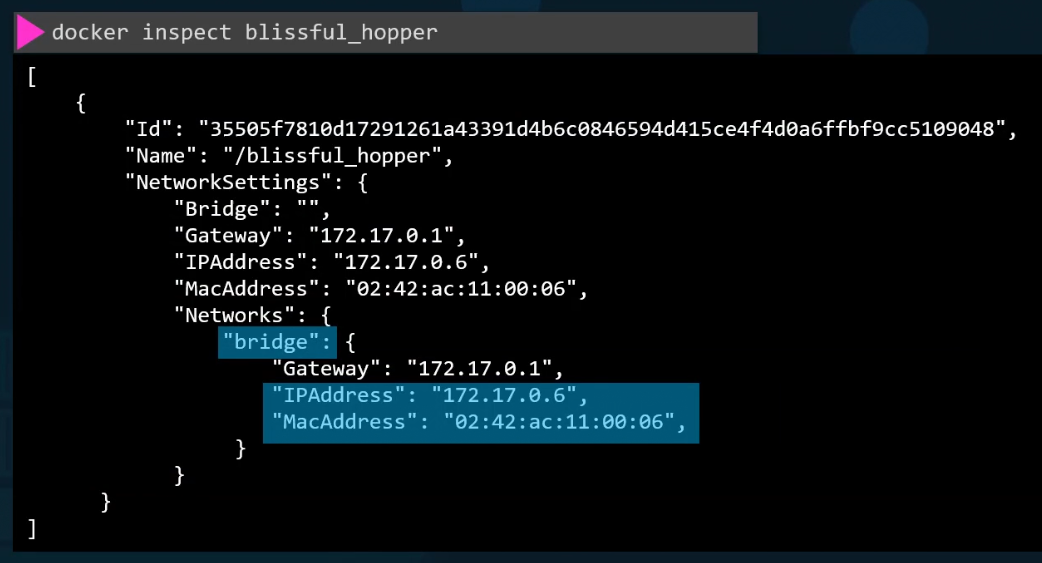 docker inspect blissful_hopper
[
{
"Id": "35505f7810d17291261a43391d4b6c0846594d415ce4f4d0a6ffbf9cc5109048",
"Name": "/blissful_hopper",
"NetworkSettings": {
"Bridge": "",
"Gateway": "172.17.0.1",
"IPAddress": "172.17.0.6",
"MacAddress": "02:42:ac:11:00:06",
"Networks": {
"bridge": {
"Gateway": "172.17.0.1",
"IPAddress": "172.17.0.6",
"MacAddress": "02:42:ac:11:00:06",
}
}
}
]